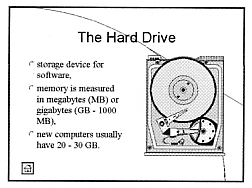 The Hard Drive
storage device for
software,
memory is measured
in megabytes (MB) or
gigabytes (GB - 1000
MB),
new computers usually
have 20 - 30 GB.